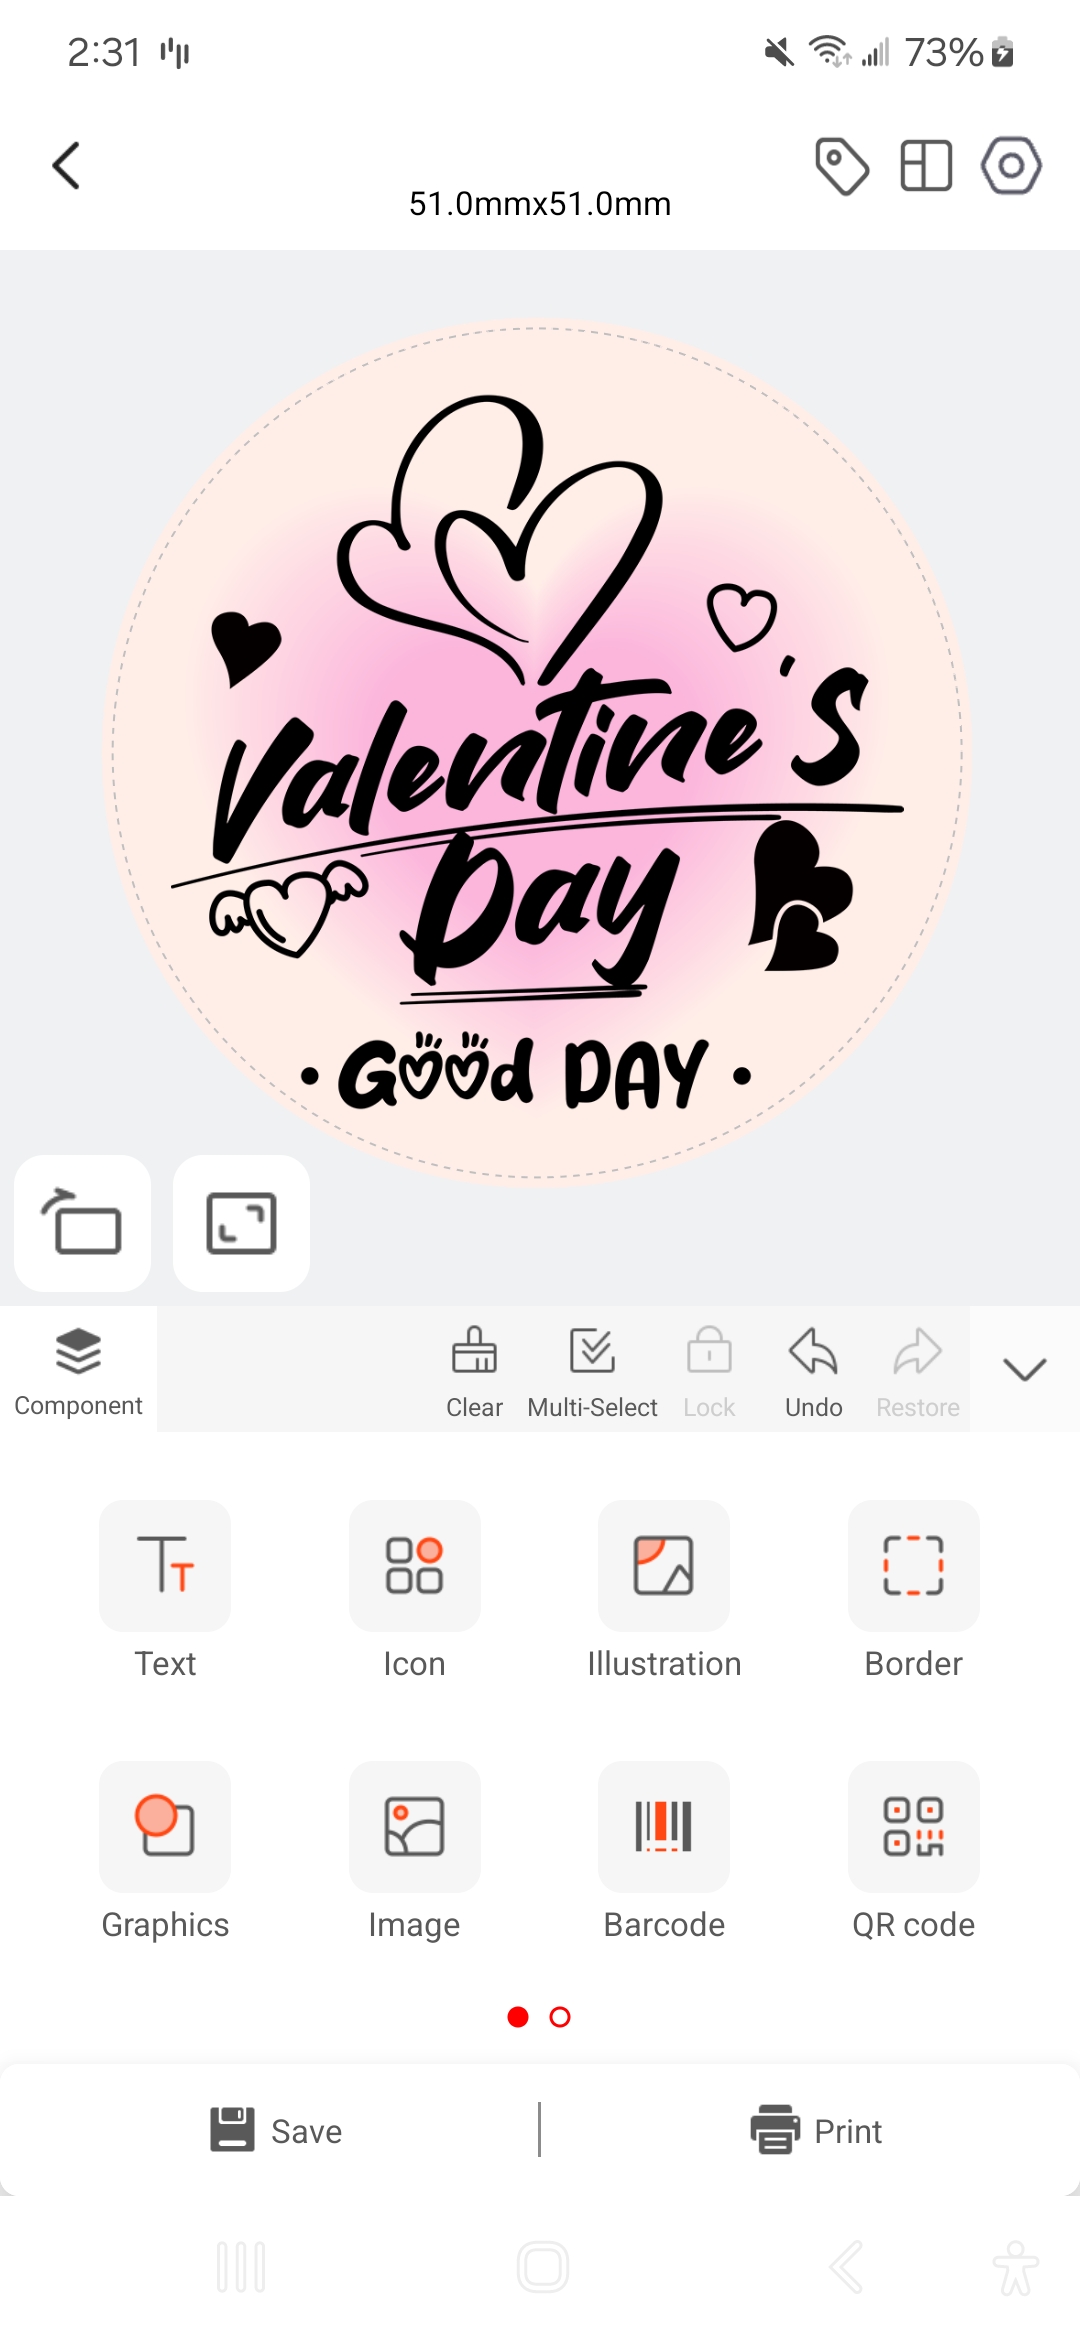 2:31
73%
51.0mmx51.0mm
Valentine's
Day
• Good DAY •
Component
Clear
Multi-Select
Lock
Undo
Restore
Text
Icon
Illustration
Border
Graphics
Image
Barcode
QR code
Save
Print